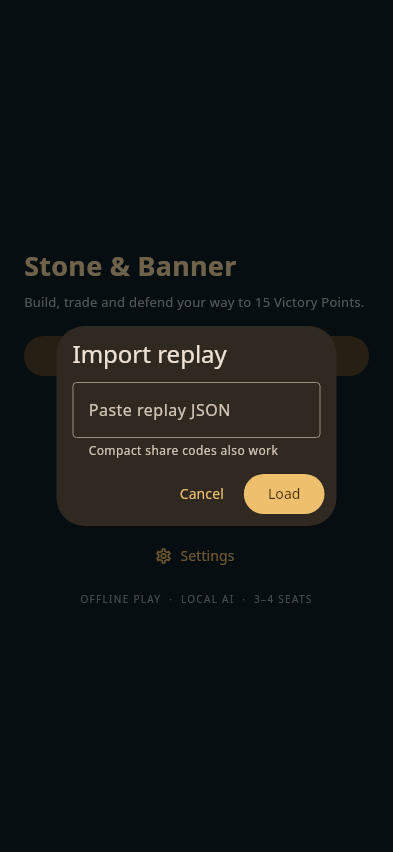 Stone & Banner
Build, trade and defend your way to 15 Victory Points.
Import replay
Paste replay JSON
Compact share codes also work
Cancel
Load
Settings
OFFLINE PLAY · LOCAL AI · 3–4 SEATS